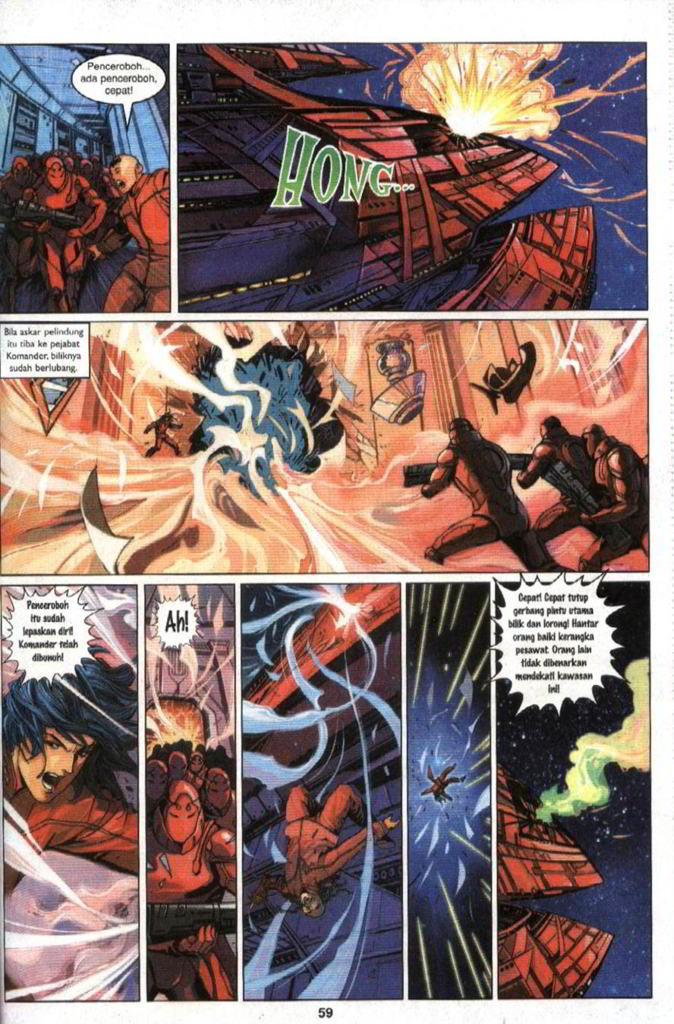 Penceroboh...
ada penceroboh,
cepat!
HONG...
Bila askar pelindung
itu tiba ke pejabat
Komander, biliknya
sudah berlubang.
Penceroboh
itu sudah
lepaskan diri!
Komander telah
dibunuh!
Ah!
Cepat! Cepat tutup
gerbang pintu utama
bilik dan lorong! Hantar
orang baiki kerangka
pesawat. Orang lain
tidak dibenarkan
mendekati kawasan
ini!
59